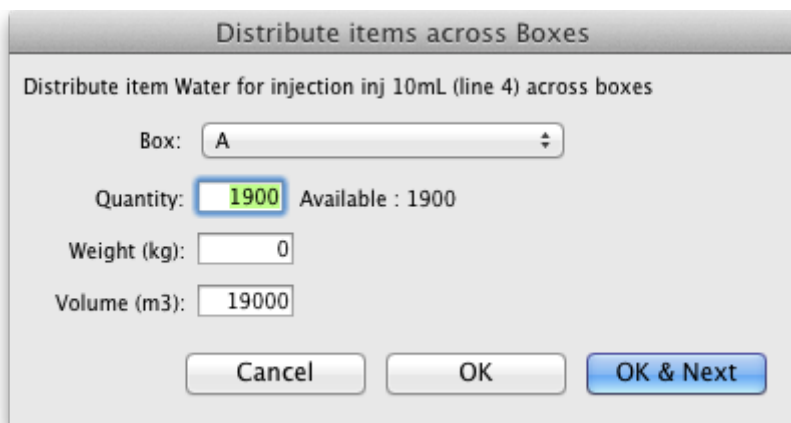 Distribute items across Boxes
Distribute item Water for injection inj 10mL (line 4) across boxes
Box: A
Quantity: 1900 Available : 1900
Weight (kg): 0
Volume (m3): 19000
Cancel OK OK & Next